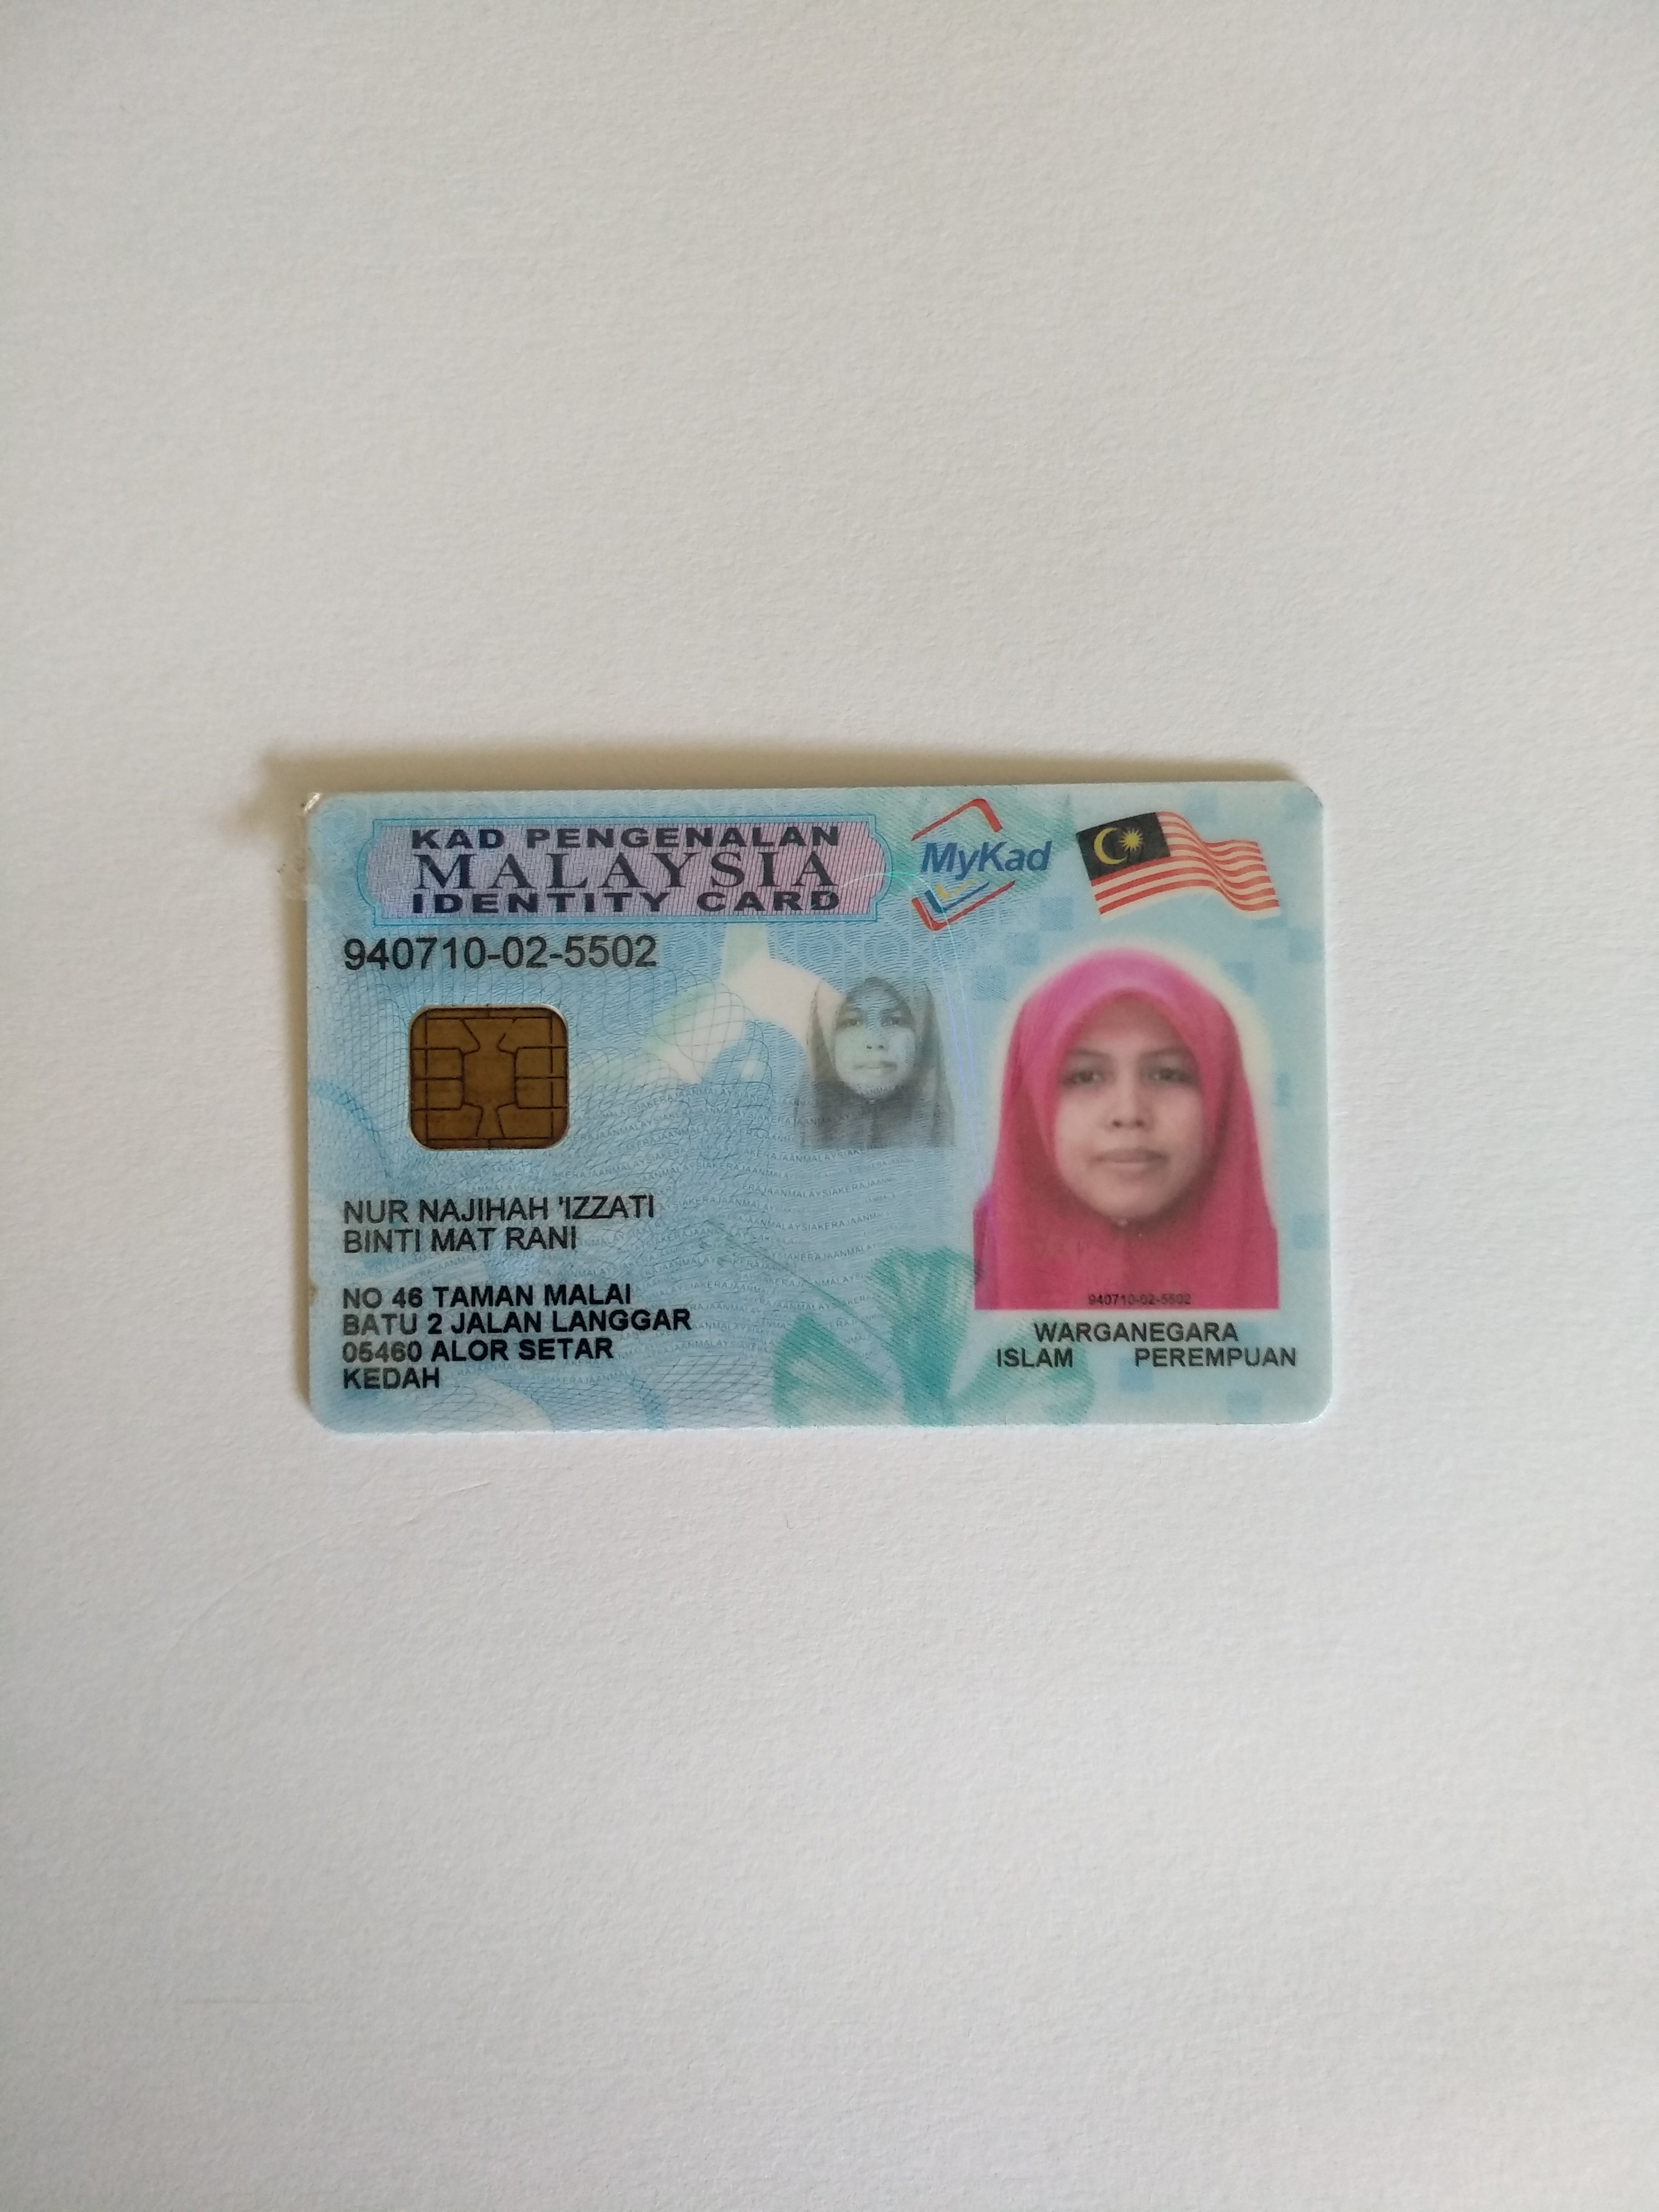 KAD PENGENALAN
MALAYSIA
IDENTITY CARD
MyKad
940710-02-5502
NUR NAJIHAH 'IZZATI
BINTI MAT RANI
NO 46 TAMAN MALAI
BATU 2 JALAN LANGGAR
05460 ALOR SETAR
KEDAH
940710-02-5502
WARGANEGARA
ISLAM PEREMPUAN